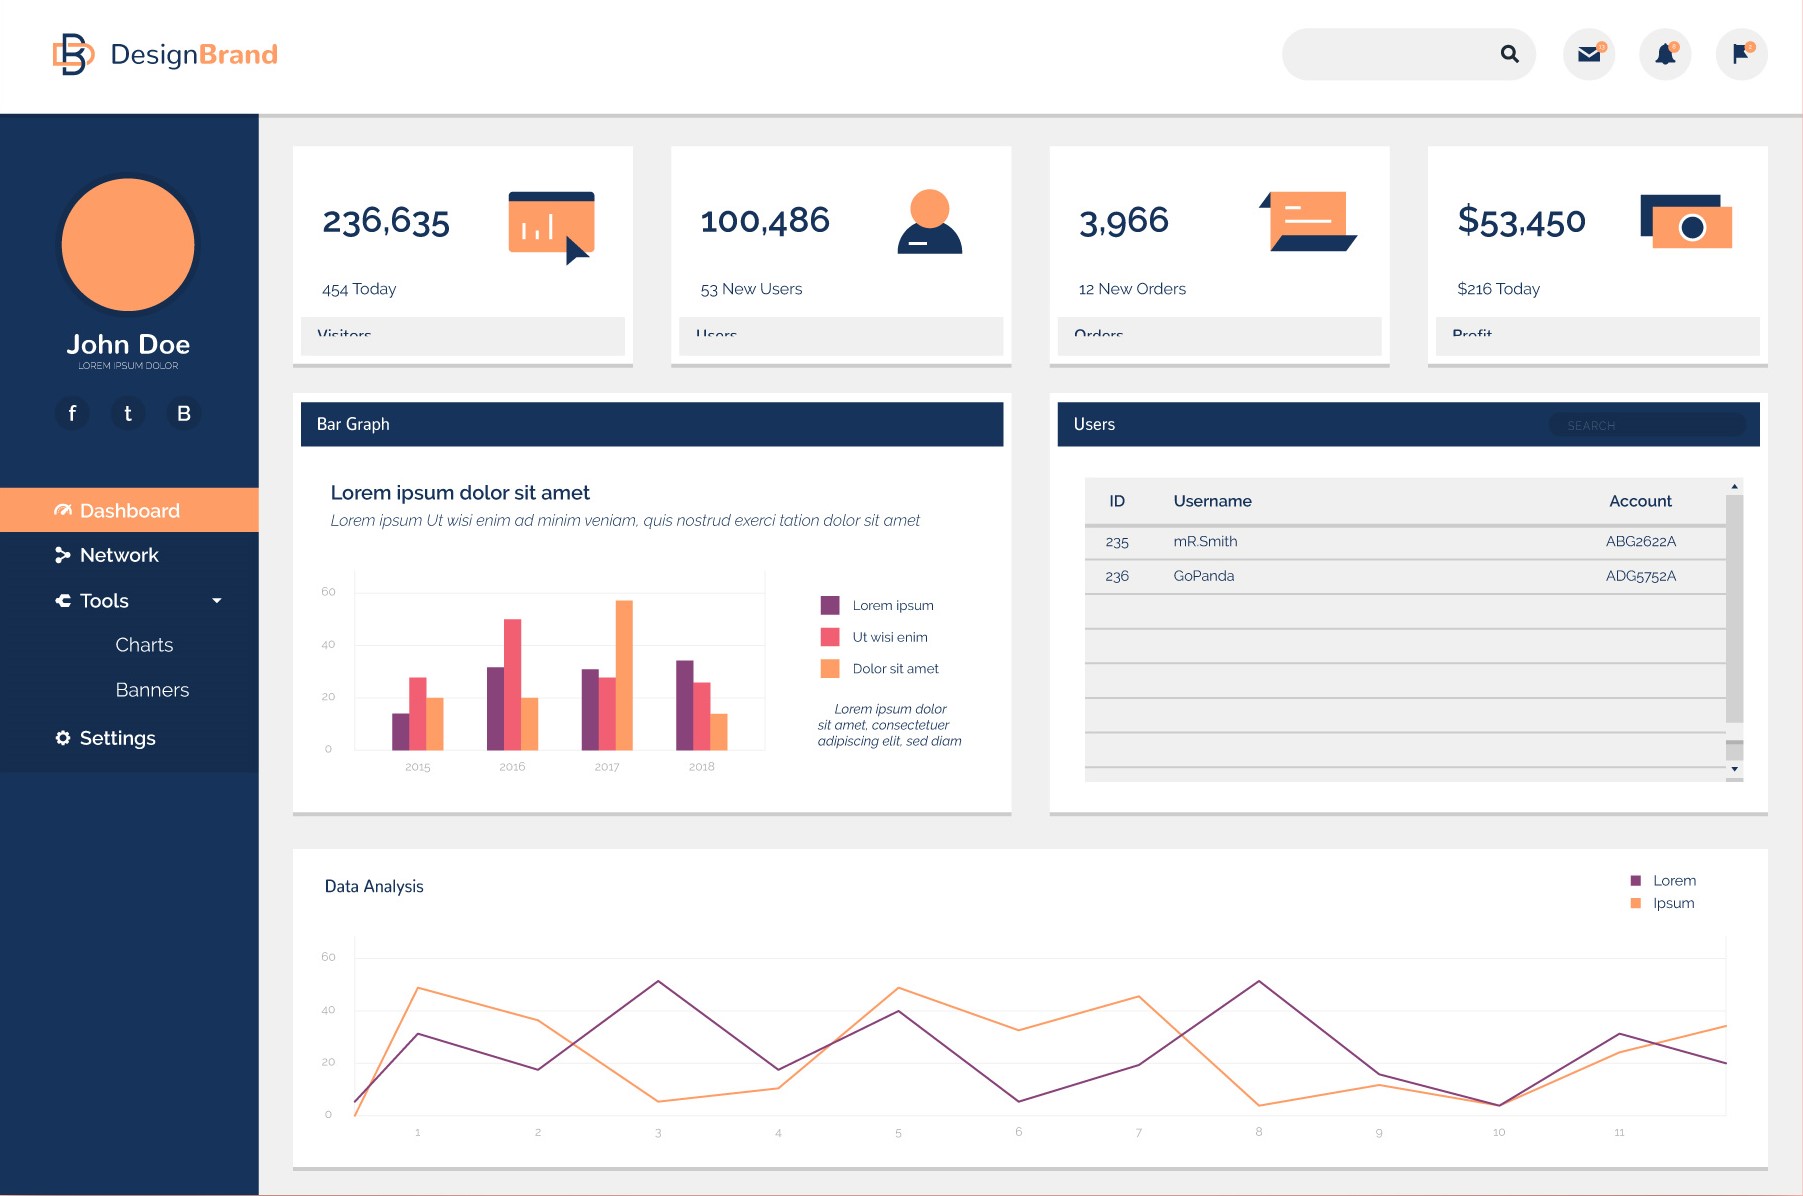 DesignBrand
John Doe
LOREM IPSUM DOLOR
f t B
Dashboard
Network
Tools
Charts
Banners
Settings
236,635
454 Today
Visitors
100,486
53 New Users
Users
3,966
12 New Orders
Orders
$53,450
$216 Today
Profit
Bar Graph
Lorem ipsum dolor sit amet
Lorem ipsum Ut wisi enim ad minim veniam, quis nostrud exerci tation dolor sit amet
60
40
20
0
2015 2016 2017 2018
Lorem ipsum
Ut wisi enim
Dolor sit amet
Lorem ipsum dolor
sit amet, consectetuer
adipiscing elit, sed diam
Users
SEARCH
ID Username Account
235 mR.Smith ABG2622A
236 GoPanda ADG5752A
Data Analysis
Lorem
Ipsum
60
40
20
0
1 2 3 4 5 6 7 8 9 10 11